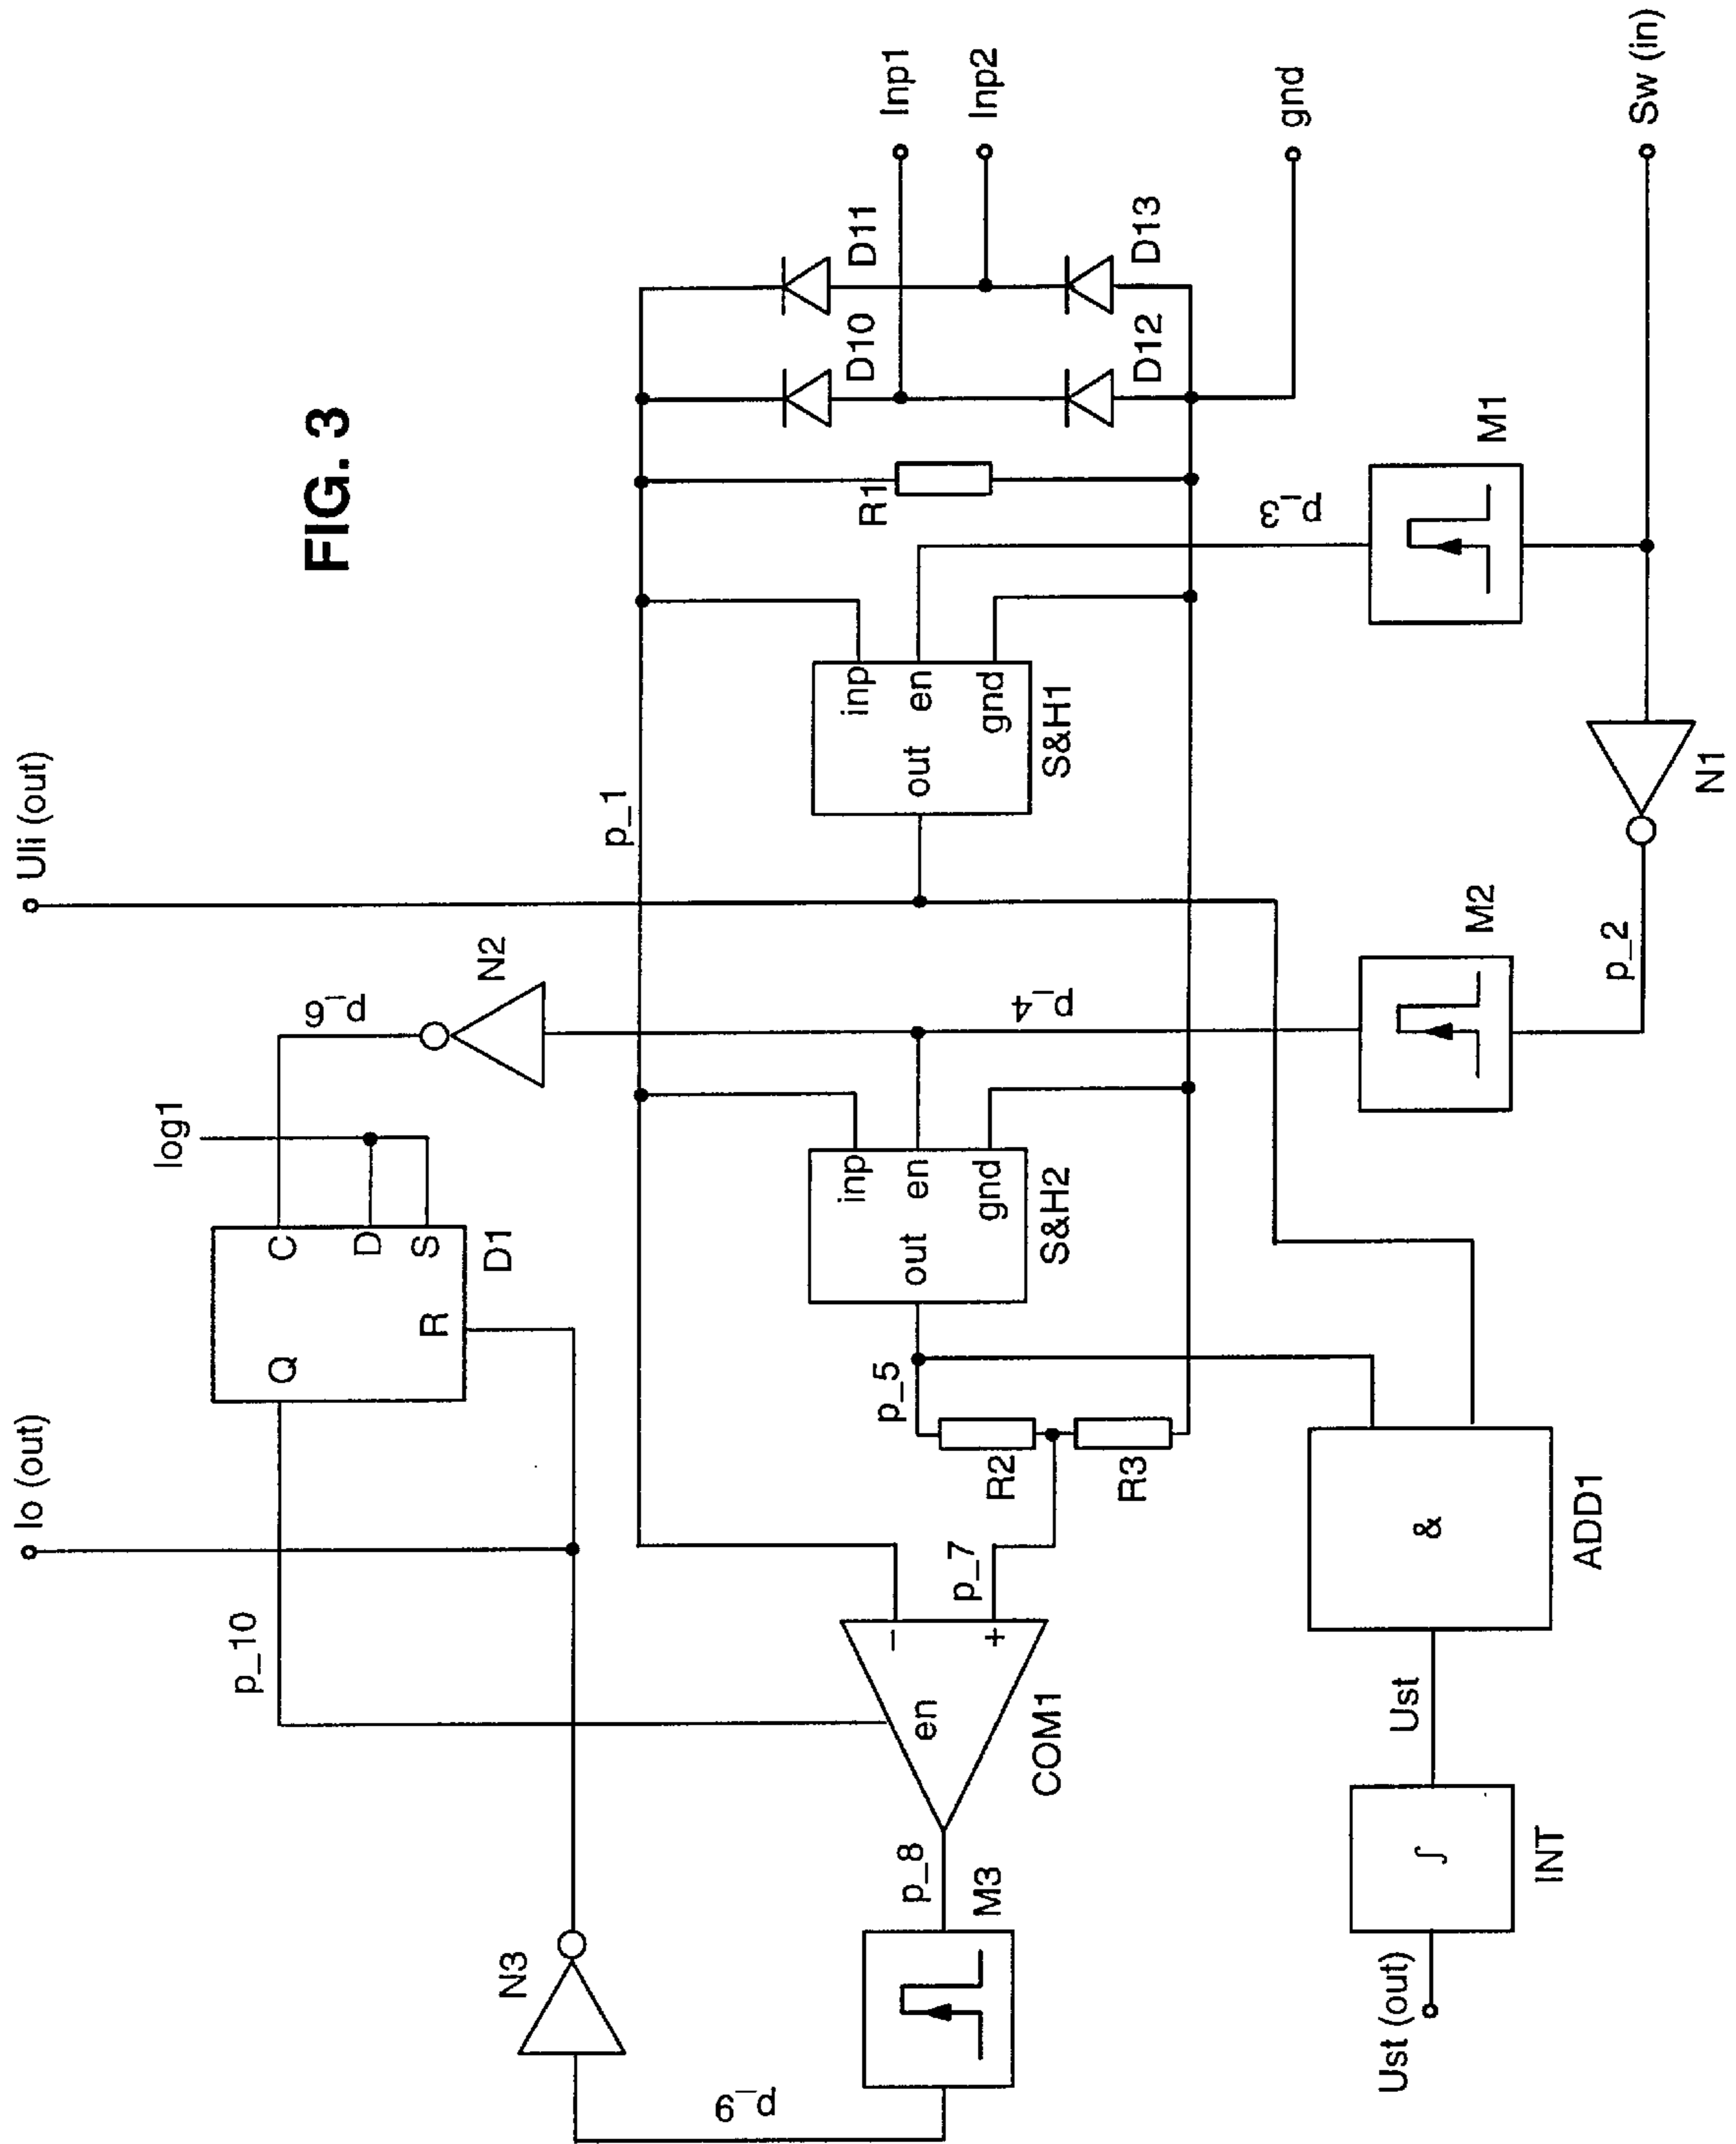 FIG. 3
Uli (out)
Io (out)
Inp1
Inp2
gnd
Sw (in)
D11
D10
D13
D12
R1
p_3
M1
p_1
inp
en
gnd
out
S&H1
N1
p_2
M2
N2
p_6
p_4
log1
C
D
S
R
Q
D1
inp
en
gnd
out
S&H2
p_5
R2
R3
p_7
p_10
-
+
en
COM1
p_8
M3
N3
p_9
&
ADD1
Ust
∫
INT
Ust (out)